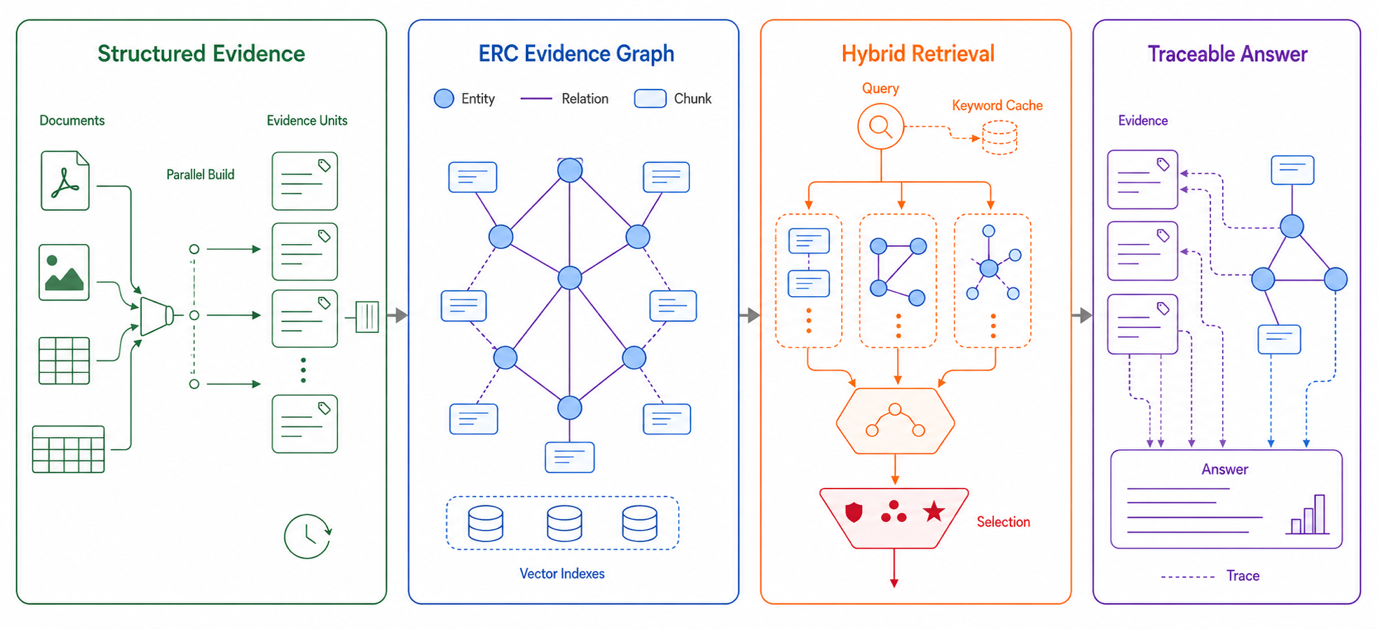 Structured Evidence
Documents
Evidence Units
Parallel Build
ERC Evidence Graph
Entity
Relation
Chunk
Vector Indexes
Hybrid Retrieval
Query
Keyword Cache
Selection
Traceable Answer
Evidence
Answer
Trace